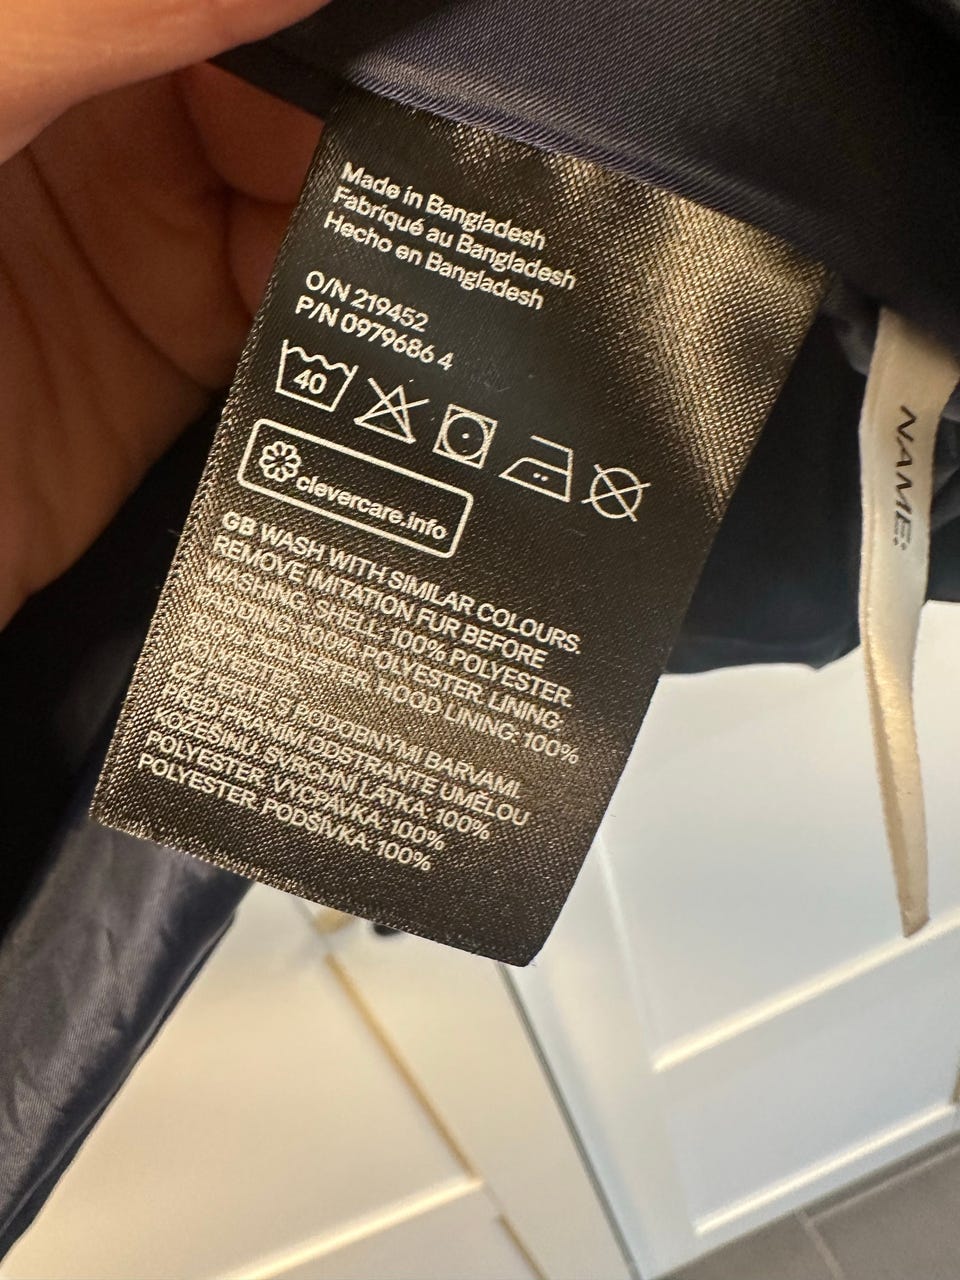 Made in Bangladesh
Fabriqué au Bangladesh
Hecho en Bangladesh
O/N 219452
P/N 0979686 4
40
clevercare.info
GB WASH WITH SIMILAR COLOURS.
REMOVE IMITATION FUR BEFORE
WASHING. SHELL: 100% POLYESTER.
PADDING: 100% POLYESTER. LINING:
100% POLYESTER. HOOD LINING: 100%
POLYESTER.
CZ PERTE S PODOBNÝMI BARVAMI.
PŘED PRANÍM ODSTRAŇTE UMĚLOU
KOŽEŠINU. SVRCHNÍ LÁTKA: 100%
POLYESTER. VÝCPÁVKA: 100%
POLYESTER. PODŠÍVKA: 100%
NAME: